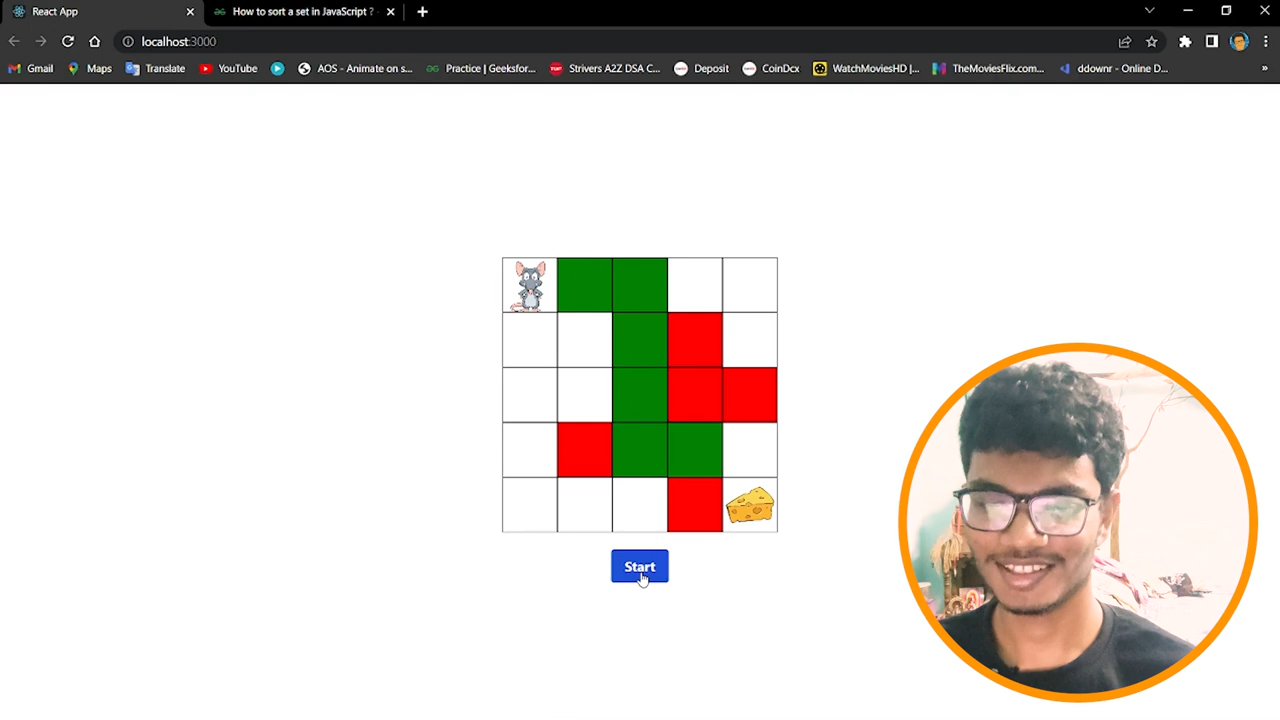 React App
How to sort a set in JavaScript ?
localhost:3000
Gmail
Maps
Translate
YouTube
AOS - Animate on s...
Practice | Geeksfor...
Strivers A2Z DSA C...
Deposit
CoinDcx
WatchMoviesHD |...
TheMoviesFlix.com...
ddownr - Online D...
»
Start